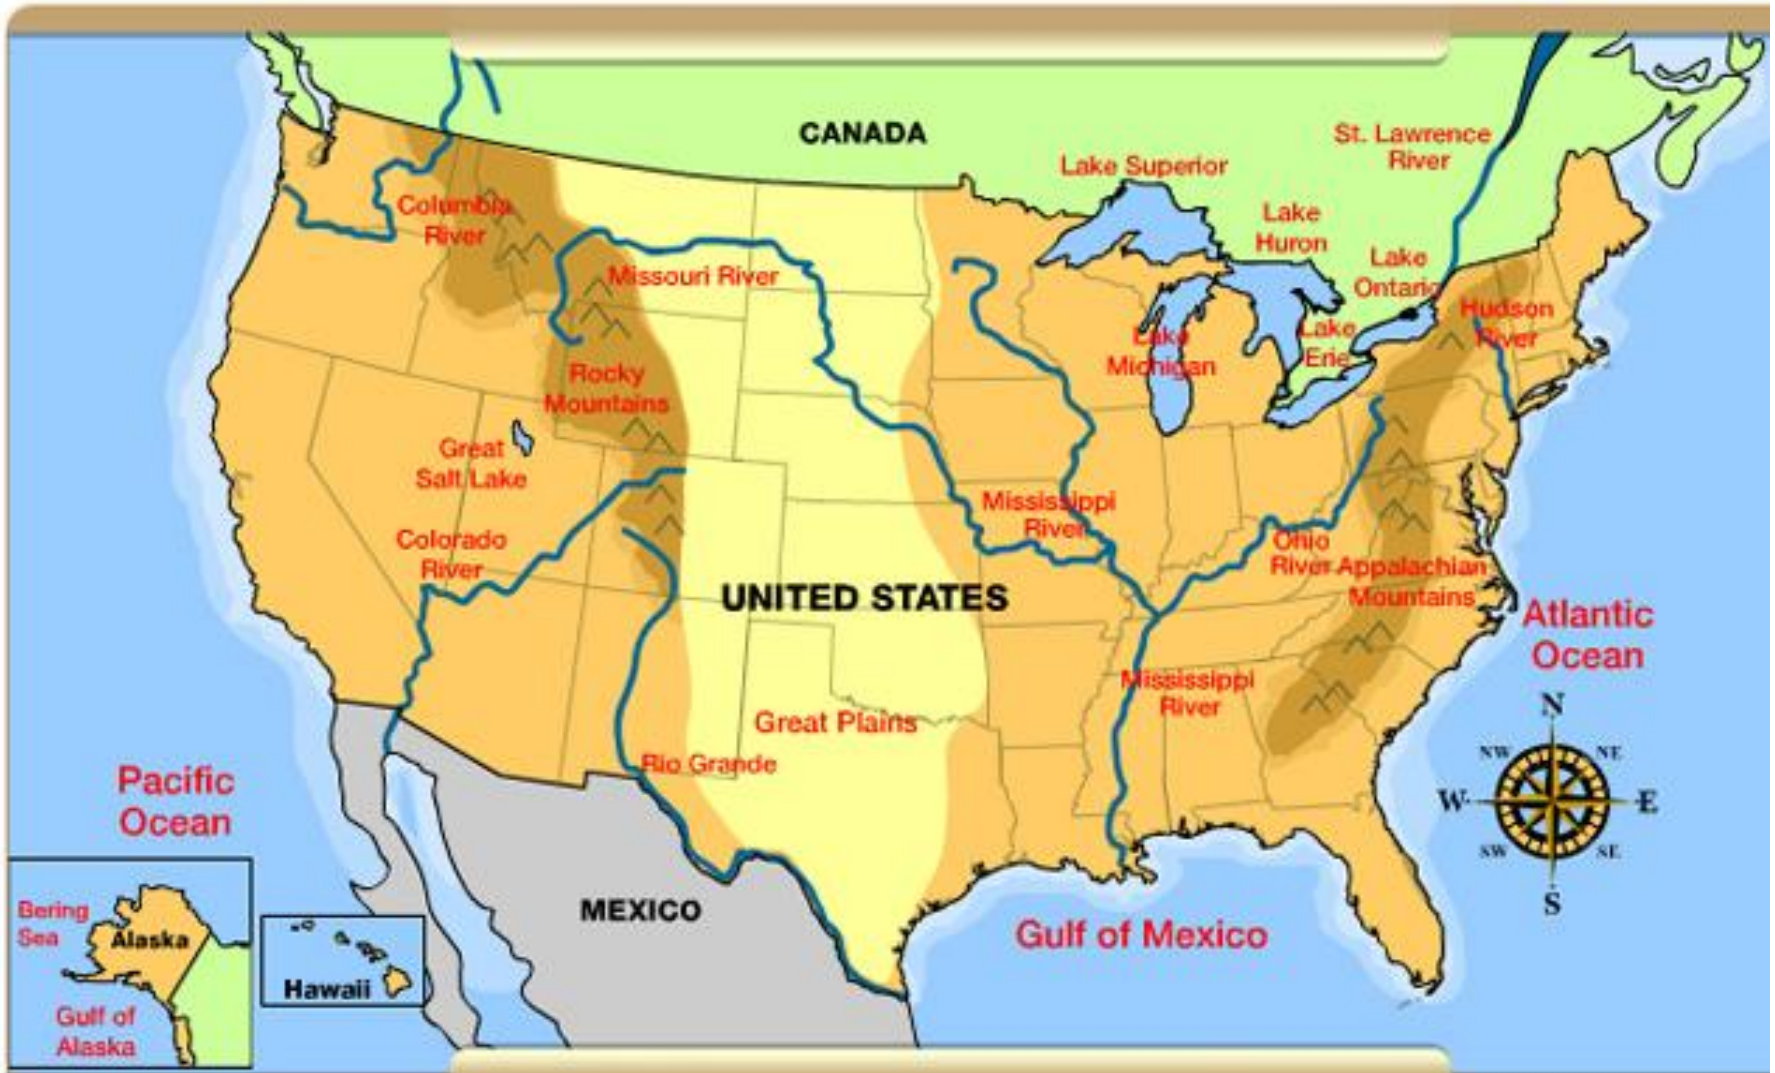 CANADA
St. Lawrence
River
Lake Superior
Lake
Huron
Lake
Ontario
Columbia
River
Missouri River
Hudson
River
Lake
Michigan
Lake
Erie
Rocky
Mountains
Great
Salt Lake
Mississippi
River
Colorado
River
Ohio
River
Appalachian
Mountains
UNITED STATES
Atlantic
Ocean
Mississippi
River
Great Plains
Rio Grande
Pacific
Ocean
N
NW
NE
W
E
SW
SE
S
MEXICO
Gulf of Mexico
Bering
Sea
Alaska
Gulf of
Alaska
Hawaii